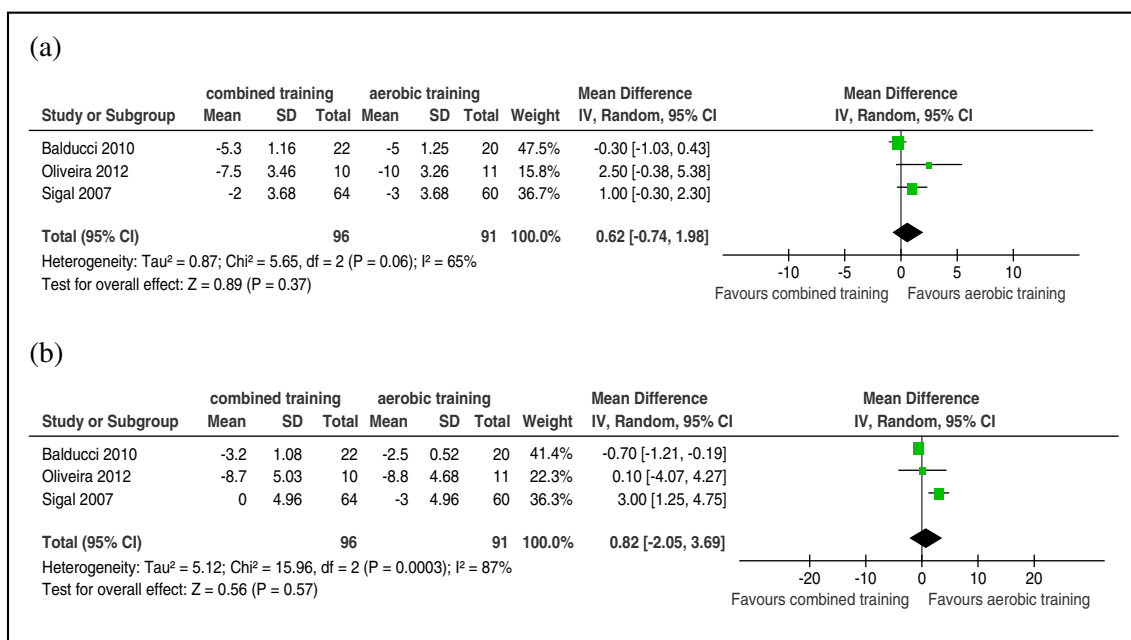 (a)
combined training aerobic training Mean Difference Mean Difference
Study or Subgroup Mean SD Total Mean SD Total Weight IV, Random, 95% CI IV, Random, 95% CI
Balducci 2010 -5.3 1.16 22 -5 1.25 20 47.5% -0.30 [-1.03, 0.43]
Oliveira 2012 -7.5 3.46 10 -10 3.26 11 15.8% 2.50 [-0.38, 5.38]
Sigal 2007 -2 3.68 64 -3 3.68 60 36.7% 1.00 [-0.30, 2.30]
Total (95% CI) 96 91 100.0% 0.62 [-0.74, 1.98]
Heterogeneity: Tau² = 0.87; Chi² = 5.65, df = 2 (P = 0.06); I² = 65%
Test for overall effect: Z = 0.89 (P = 0.37)
-10 -5 0 5 10
Favours combined training Favours aerobic training
(b)
combined training aerobic training Mean Difference Mean Difference
Study or Subgroup Mean SD Total Mean SD Total Weight IV, Random, 95% CI IV, Random, 95% CI
Balducci 2010 -3.2 1.08 22 -2.5 0.52 20 41.4% -0.70 [-1.21, -0.19]
Oliveira 2012 -8.7 5.03 10 -8.8 4.68 11 22.3% 0.10 [-4.07, 4.27]
Sigal 2007 0 4.96 64 -3 4.96 60 36.3% 3.00 [1.25, 4.75]
Total (95% CI) 96 91 100.0% 0.82 [-2.05, 3.69]
Heterogeneity: Tau² = 5.12; Chi² = 15.96, df = 2 (P = 0.0003); I² = 87%
Test for overall effect: Z = 0.56 (P = 0.57)
-20 -10 0 10 20
Favours combined training Favours aerobic training